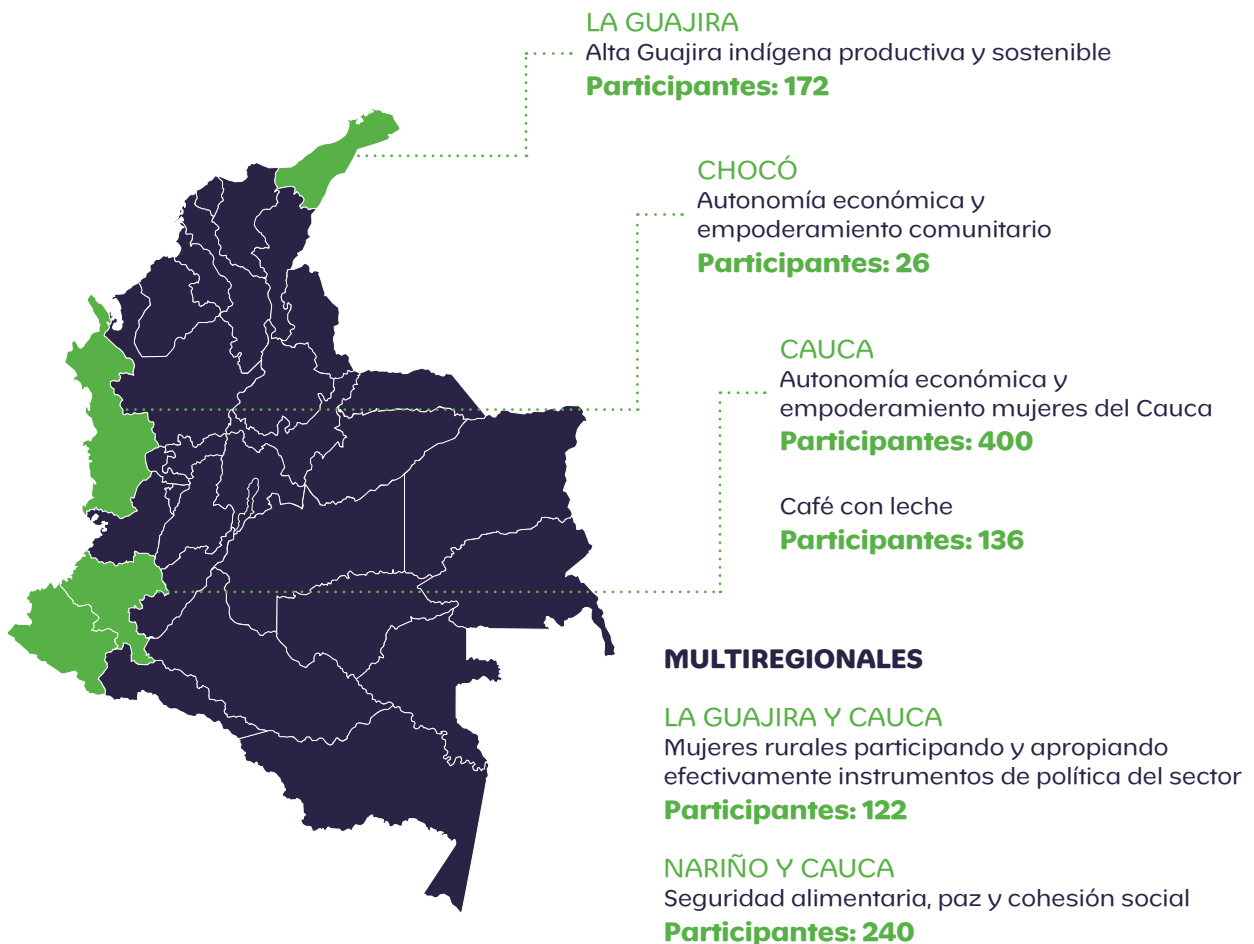 LA GUAJIRA
Alta Guajira indígena productiva y sostenible
Participantes: 172
CHOCÓ
Autonomía económica y
empoderamiento comunitario
Participantes: 26
CAUCA
Autonomía económica y
empoderamiento mujeres del Cauca
Participantes: 400
Café con leche
Participantes: 136
MULTIREGIONALES
LA GUAJIRA Y CAUCA
Mujeres rurales participando y apropiando
efectivamente instrumentos de política del sector
Participantes: 122
NARIÑO Y CAUCA
Seguridad alimentaria, paz y cohesión social
Participantes: 240